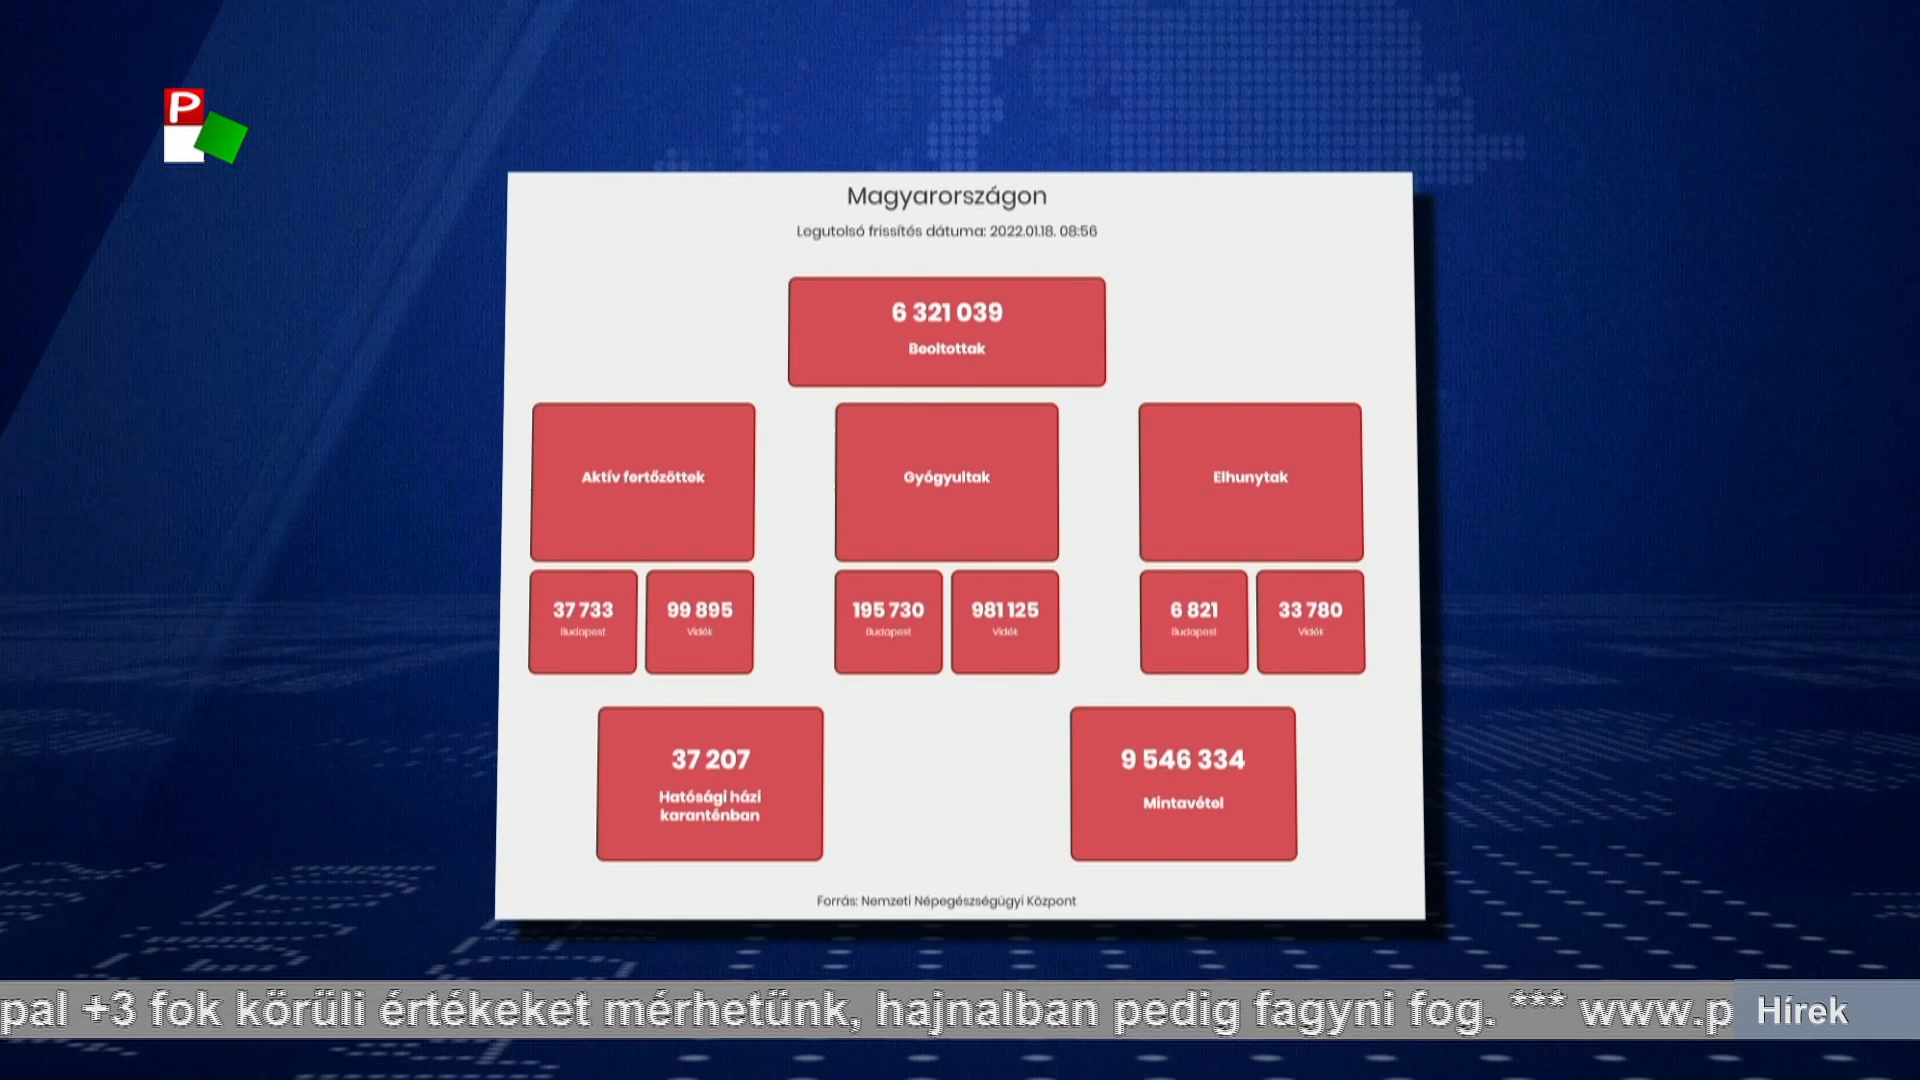 P
Magyarországon
Legutolsó frissítés dátuma: 2022.01.18. 08:56
6 321 039
Beoltottak
Aktív fertőzöttek
Gyógyultak
Elhunytak
37 733
Budapest
99 895
Vidék
195 730
Budapest
981 125
Vidék
6 821
Budapest
33 780
Vidék
37 207
Hatósági házi
karanténban
9 546 334
Mintavétel
Forrás: Nemzeti Népegészségügyi Központ
pal +3 fok körüli értékeket mérhetünk, hajnalban pedig fagyni fog. *** www.p
Hírek